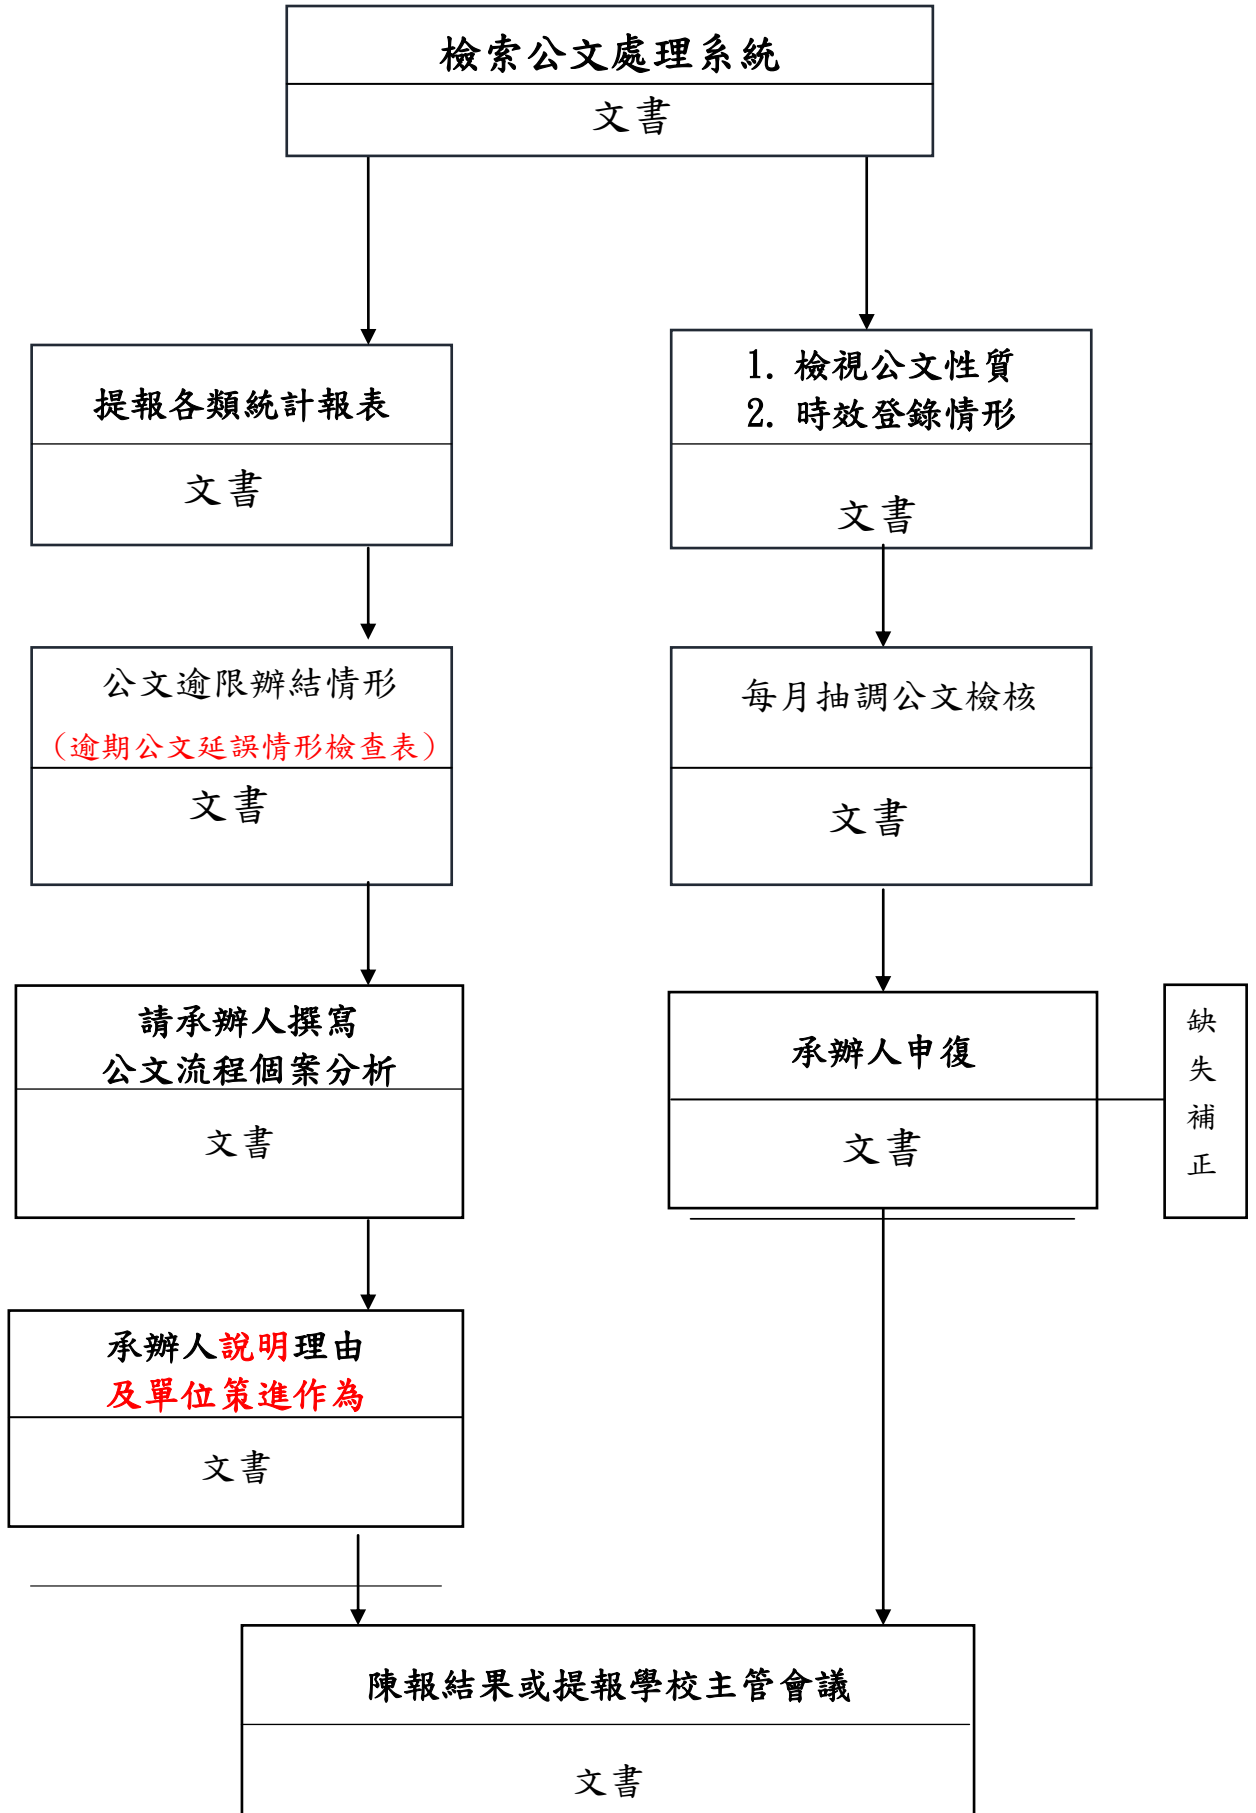 檢索公文處理系統
文書
提報各類統計報表
文書
1. 檢視公文性質
2. 時效登錄情形
文書
公文逾限辦結情形
（逾期公文延誤情形檢查表）
文書
每月抽調公文檢核
文書
請承辦人撰寫
公文流程個案分析
文書
承辦人申復
文書
缺
失
補
正
承辦人說明理由
及單位策進作為
文書
陳報結果或提報學校主管會議
文書